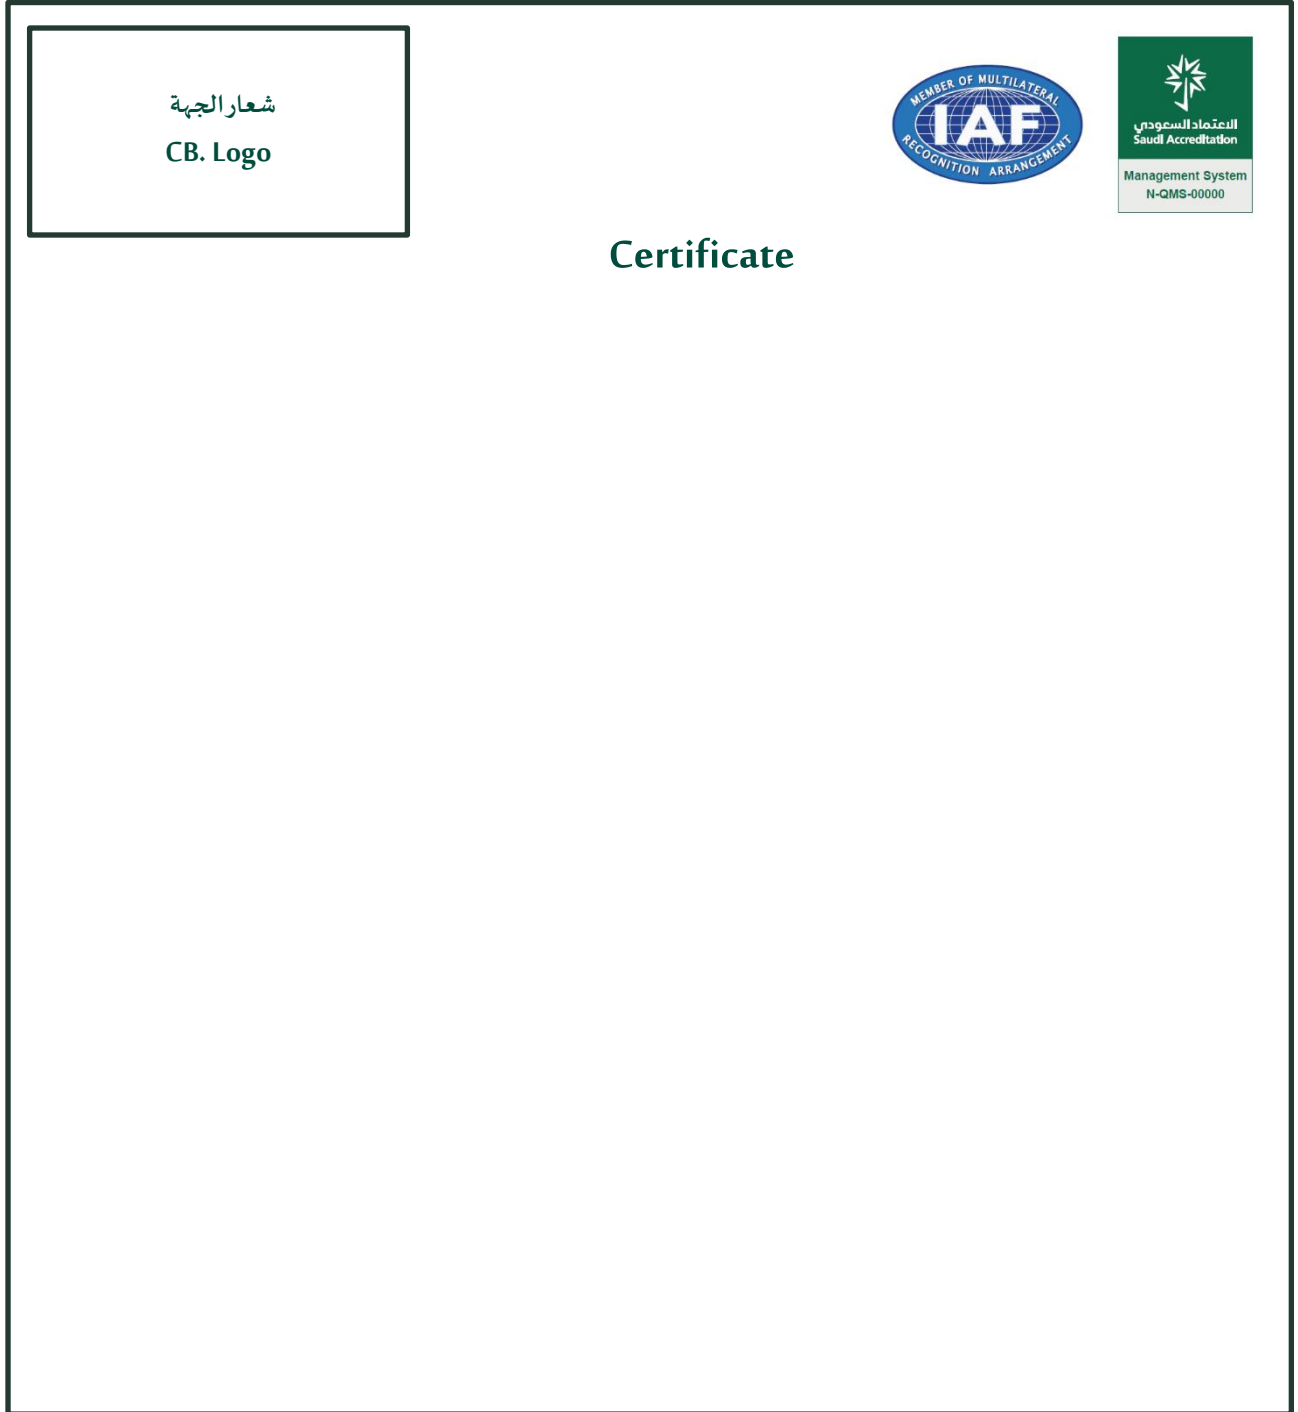 شعار الجهة
CB. Logo
MEMBER OF MULTILATERAL
IAF
RECOGNITION ARRANGEMENT
الاعتماد السعودي
Saudi Accreditation
Management System
N-QMS-00000
Certificate